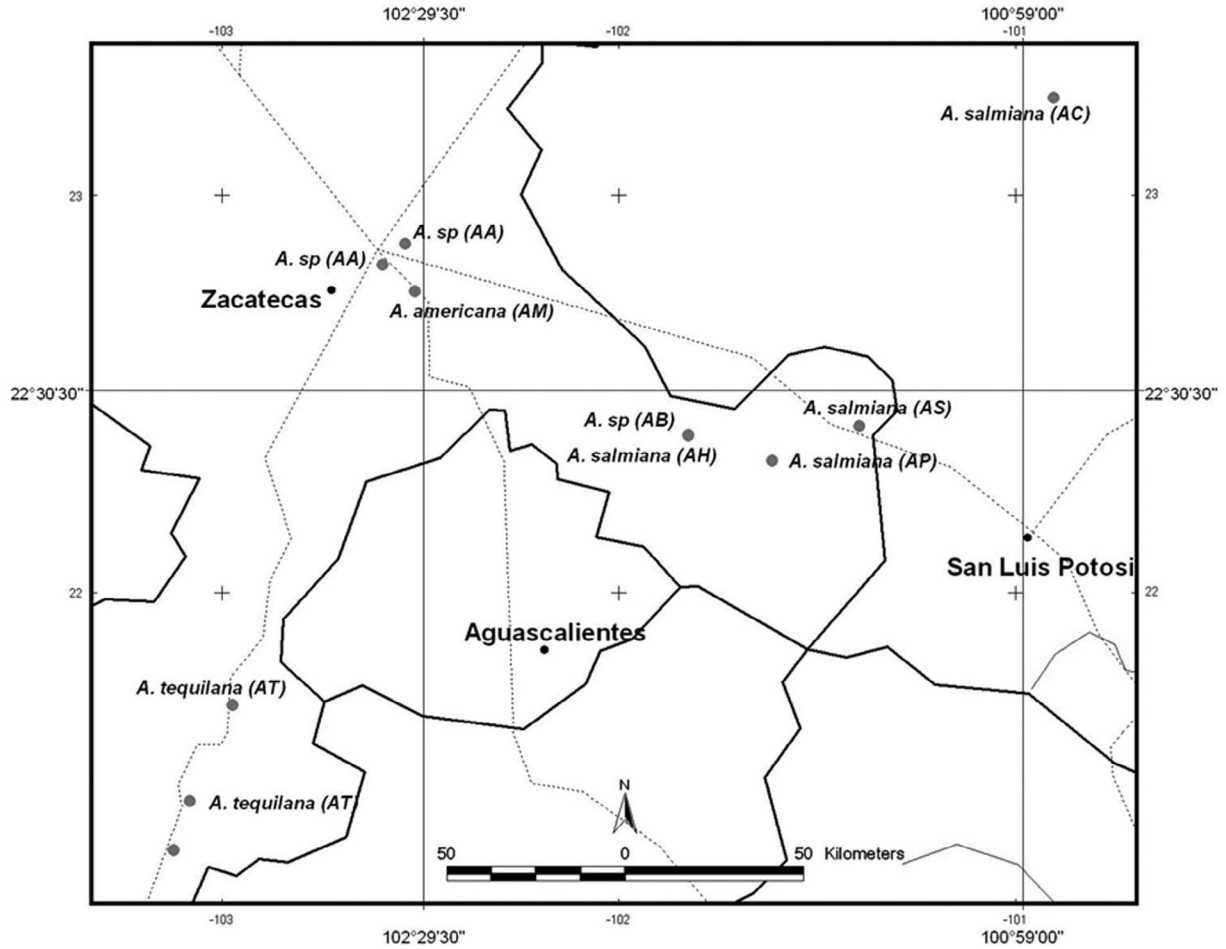 102°29'30"
100°59'00"
-103
-102
-101
A. salmiana (AC)
23
23
A. sp (AA)
A. sp (AA)
Zacatecas
A. americana (AM)
22°30'30"
22°30'30"
A. salmiana (AS)
A. sp (AB)
A. salmiana (AH)
A. salmiana (AP)
San Luis Potosi
22
22
Aguascalientes
A. tequilana (AT)
N
A. tequilana (AT)
50
0
50 Kilometers
-103
-102
-101
102°29'30"
100°59'00"